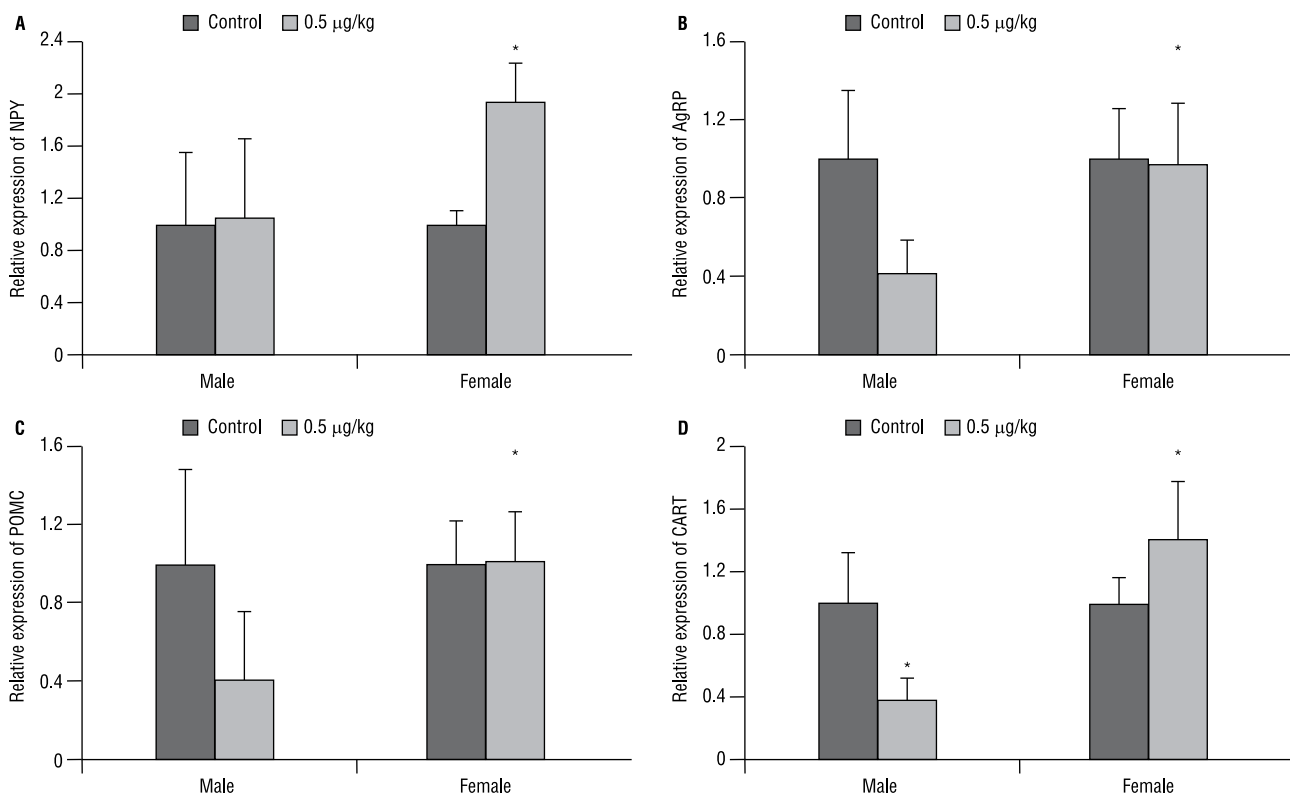 A
Control 0.5 μg/kg
Relative expression of NPY
2.4
2
1.6
1.2
0.8
0.4
0
*
Male Female
B
Control 0.5 μg/kg
Relative expression of AgRP
1.6
1.2
0.8
0.4
0
*
Male Female
C
Control 0.5 μg/kg
Relative expression of POMC
1.6
1.2
0.8
0.4
0
*
Male Female
D
Control 0.5 μg/kg
Relative expression of CART
2
1.6
1.2
0.8
0.4
0
*
*
Male Female